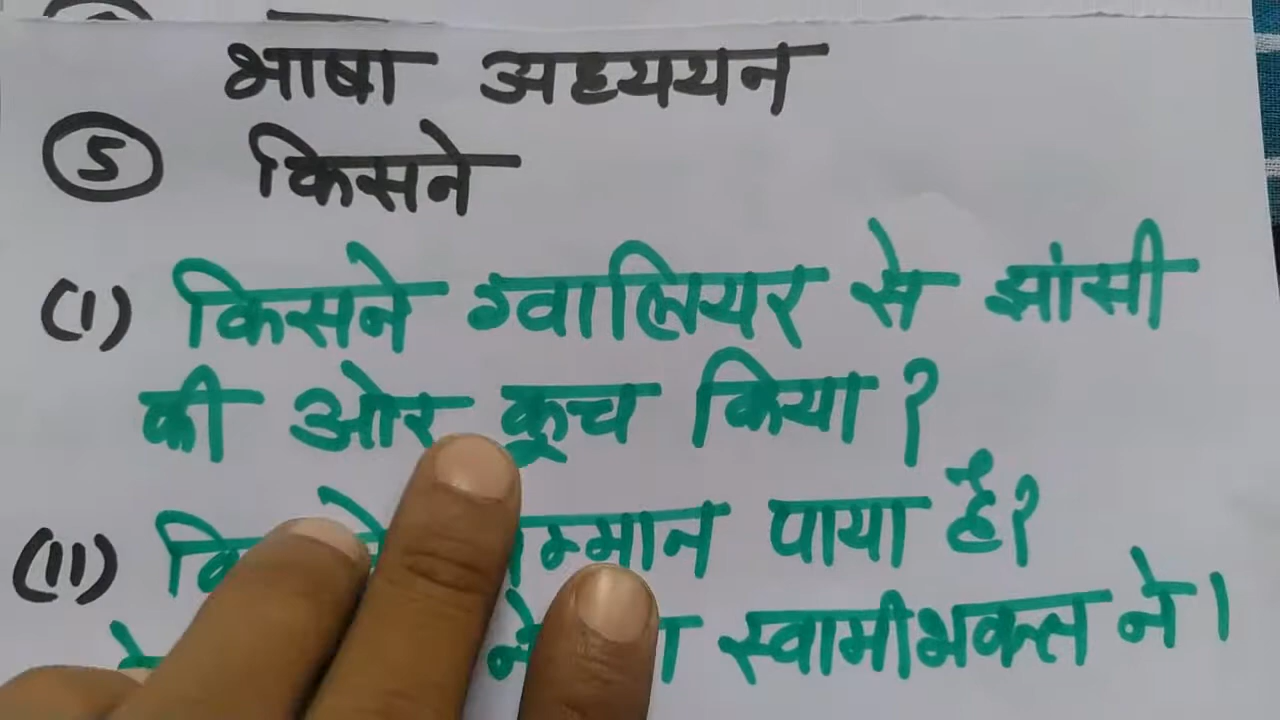 भाषा अध्ययन
5 किसने
(I) किसने ग्वालियर से झांसी
की ओर कूच किया?
(II) पाया है?
स्वामीभक्त ने।